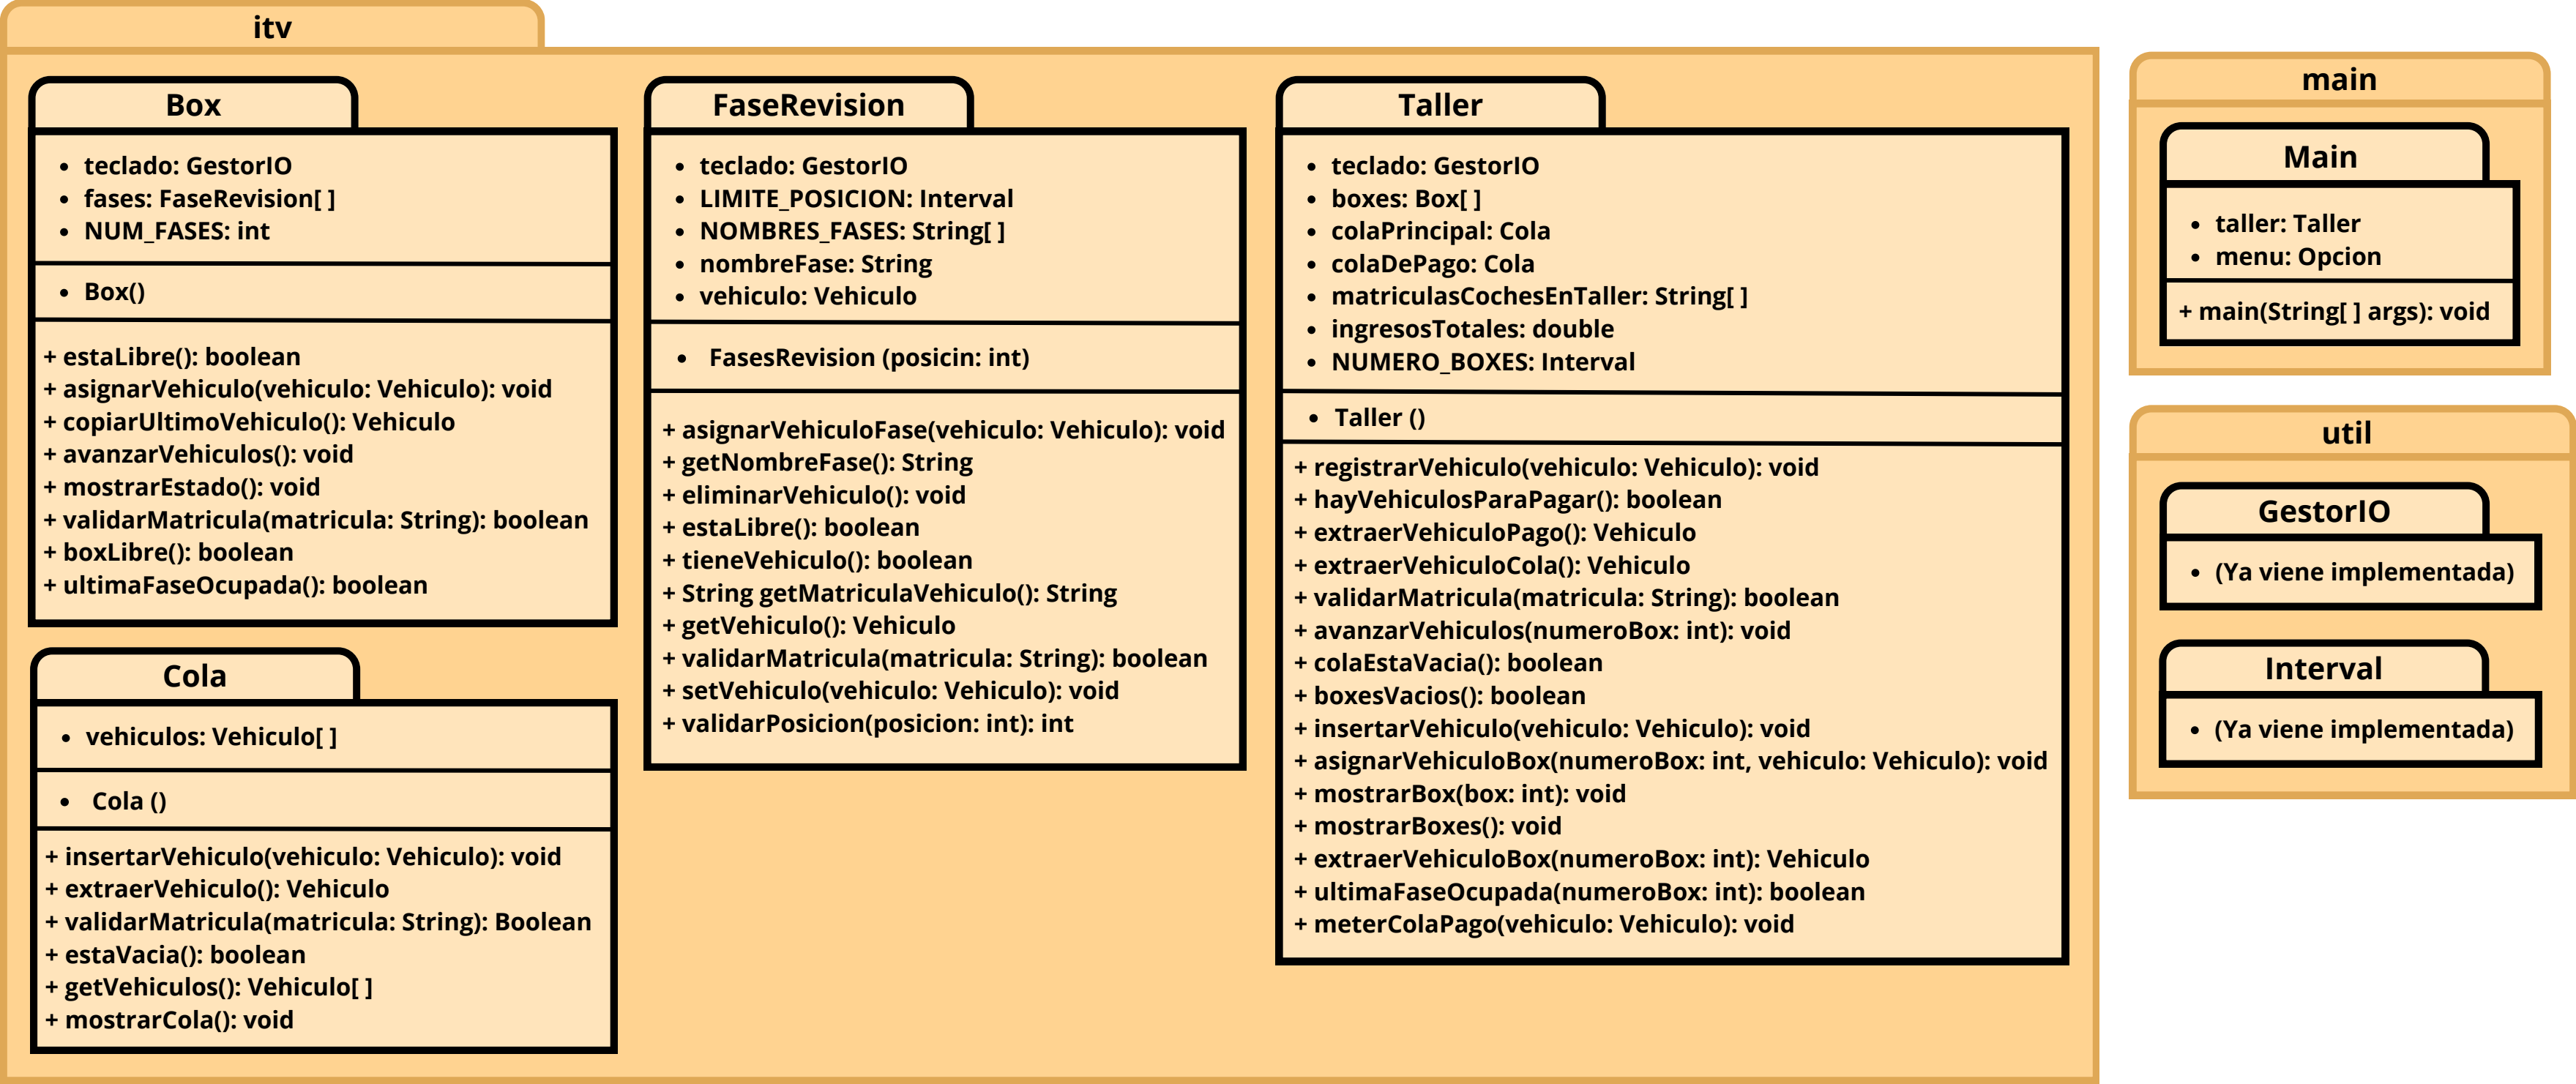 itv
Box
• teclado: GestorIO
• fases: FaseRevision[ ]
• NUM_FASES: int
• Box()
+ estaLibre(): boolean
+ asignarVehiculo(vehiculo: Vehiculo): void
+ copiarUltimoVehiculo(): Vehiculo
+ avanzarVehiculos(): void
+ mostrarEstado(): void
+ validarMatricula(matricula: String): boolean
+ boxLibre(): boolean
+ ultimaFaseOcupada(): boolean
Cola
• vehiculos: Vehiculo[ ]
• Cola ()
+ insertarVehiculo(vehiculo: Vehiculo): void
+ extraerVehiculo(): Vehiculo
+ validarMatricula(matricula: String): Boolean
+ estaVacia(): boolean
+ getVehiculos(): Vehiculo[ ]
+ mostrarCola(): void
FaseRevision
• teclado: GestorIO
• LIMITE_POSICION: Interval
• NOMBRES_FASES: String[ ]
• nombreFase: String
• vehiculo: Vehiculo
• FasesRevision (posicin: int)
+ asignarVehiculoFase(vehiculo: Vehiculo): void
+ getNombreFase(): String
+ eliminarVehiculo(): void
+ estaLibre(): boolean
+ tieneVehiculo(): boolean
+ String getMatriculaVehiculo(): String
+ getVehiculo(): Vehiculo
+ validarMatricula(matricula: String): boolean
+ setVehiculo(vehiculo: Vehiculo): void
+ validarPosicion(posicion: int): int
Taller
• teclado: GestorIO
• boxes: Box[ ]
• colaPrincipal: Cola
• colaDePago: Cola
• matriculasCochesEnTaller: String[ ]
• ingresosTotales: double
• NUMERO_BOXES: Interval
• Taller ()
+ registrarVehiculo(vehiculo: Vehiculo): void
+ hayVehiculosParaPagar(): boolean
+ extraerVehiculoPago(): Vehiculo
+ extraerVehiculoCola(): Vehiculo
+ validarMatricula(matricula: String): boolean
+ avanzarVehiculos(numeroBox: int): void
+ colaEstaVacia(): boolean
+ boxesVacios(): boolean
+ insertarVehiculo(vehiculo: Vehiculo): void
+ asignarVehiculoBox(numeroBox: int, vehiculo: Vehiculo): void
+ mostrarBox(box: int): void
+ mostrarBoxes(): void
+ extraerVehiculoBox(numeroBox: int): Vehiculo
+ ultimaFaseOcupada(numeroBox: int): boolean
+ meterColaPago(vehiculo: Vehiculo): void
main
Main
• taller: Taller
• menu: Opcion
+ main(String[ ] args): void
util
GestorIO
• (Ya viene implementada)
Interval
• (Ya viene implementada)